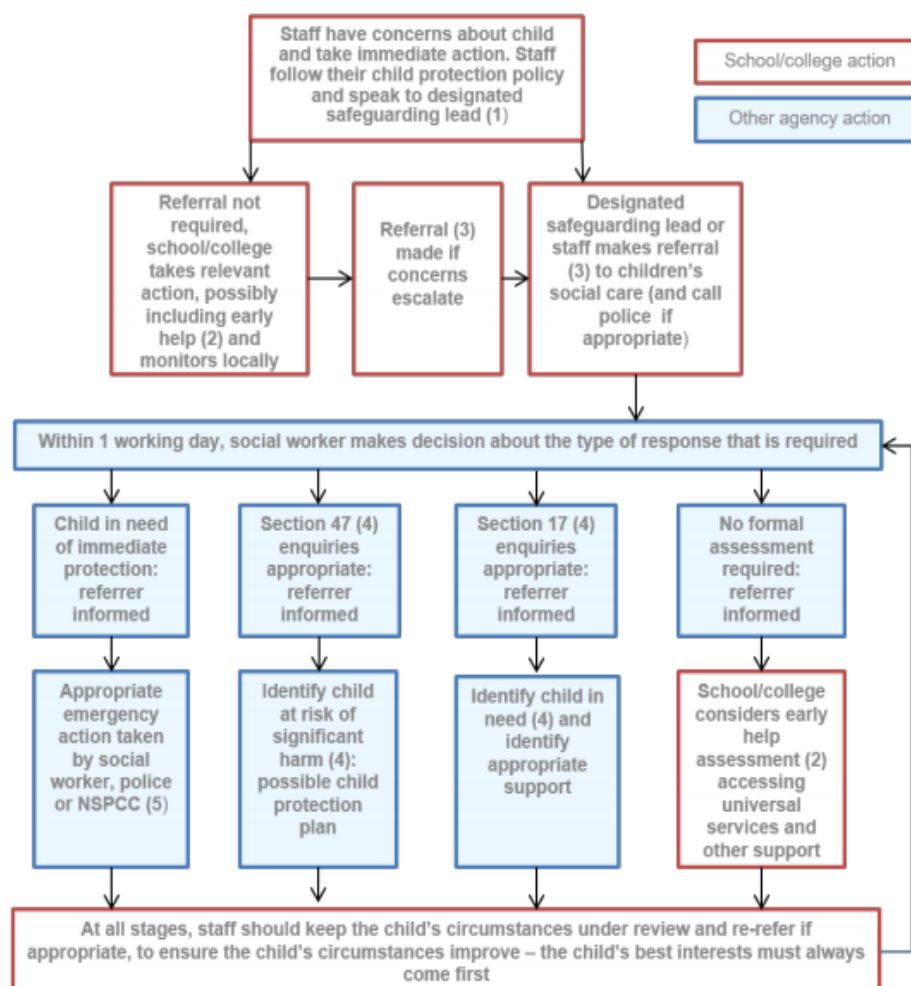 Staff have concerns about child
and take immediate action. Staff
follow their child protection policy
and speak to designated
safeguarding lead (1)
School/college action
Other agency action
Referral not
required,
school/college
takes relevant
action, possibly
including early
help (2) and
monitors locally
Referral (3)
made if
concerns
escalate
Designated
safeguarding lead or
staff makes referral
(3) to children's
social care (and call
police if
appropriate)
Within 1 working day, social worker makes decision about the type of response that is required
Child in need
of immediate
protection:
referrer
informed
Section 47 (4)
enquiries
appropriate:
referrer
informed
Section 17 (4)
enquiries
appropriate:
referrer
informed
No formal
assessment
required:
referrer
informed
Appropriate
emergency
action taken
by social
worker, police
or NSPCC (5)
Identify child
at risk of
significant
harm (4):
possible child
protection
plan
Identify child in
need (4) and
identify
appropriate
support
School/college
considers early
help
assessment (2)
accessing
universal
services and
other support
At all stages, staff should keep the child's circumstances under review and re-refer if
appropriate, to ensure the child's circumstances improve – the child's best interests must always
come first